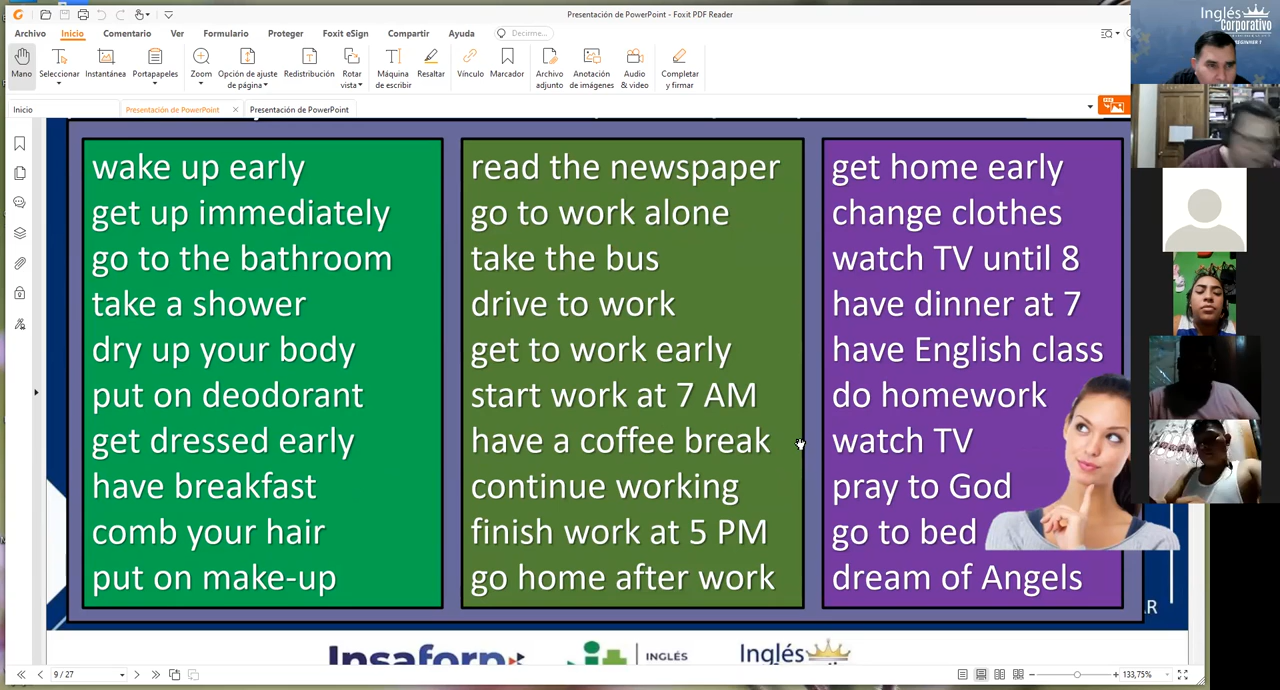 Presentación de PowerPoint - Foxit PDF Reader
Archivo Inicio Comentario Ver Formulario Proteger Foxit eSign Compartir Ayuda Decirme...
Mano Seleccionar Instantánea Portapapeles Zoom Opción de ajuste de página Redistribución Rotar vista Máquina de escribir Resaltar Vínculo Marcador Archivo adjunto Anotación de imágenes Audio & video Completar y firmar
Inicio Presentación de PowerPoint Presentación de PowerPoint
wake up early
get up immediately
go to the bathroom
take a shower
dry up your body
put on deodorant
get dressed early
have breakfast
comb your hair
put on make-up
read the newspaper
go to work alone
take the bus
drive to work
get to work early
start work at 7 AM
have a coffee break
continue working
finish work at 5 PM
go home after work
get home early
change clothes
watch TV until 8
have dinner at 7
have English class
do homework
watch TV
pray to God
go to bed
dream of Angels
AR
Insaforp
INGLÉS
Inglés
9 / 27
133,75%
Inglés
Corporativo
BEGINNER 1